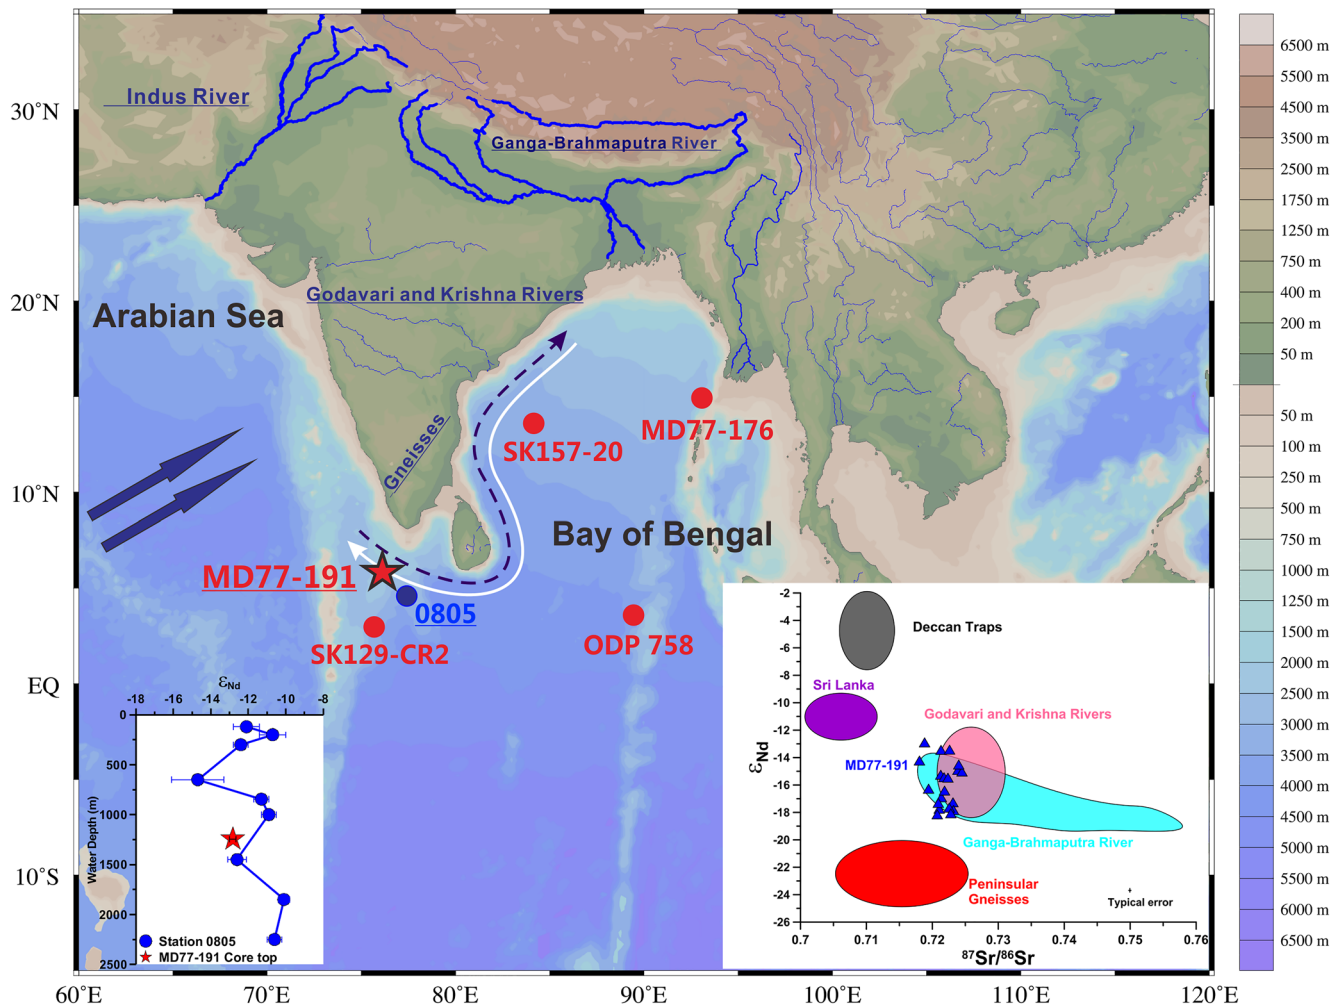 Indus River
Ganga-Brahmaputra River
Godavari and Krishna Rivers
Arabian Sea
Gneisses
MD77-176
SK157-20
Bay of Bengal
MD77-191
0805
SK129-CR2
ODP 758
30°N
20°N
10°N
EQ
10°S
60°E
70°E
80°E
90°E
100°E
110°E
120°E
6500 m
5500 m
4500 m
3500 m
2500 m
1750 m
1250 m
750 m
400 m
200 m
50 m
50 m
100 m
250 m
500 m
750 m
1000 m
1250 m
1500 m
2000 m
2500 m
3000 m
3500 m
4000 m
4500 m
5000 m
5500 m
6000 m
6500 m
εNd
-18 -16 -14 -12 -10 -8
0
500
1000
1500
2000
2500
Water Depth (m)
Station 0805
MD77-191 Core top
-2
-4
-6
-8
-10
-12
-14
-16
-18
-20
-22
-24
-26
εNd
Deccan Traps
Sri Lanka
Godavari and Krishna Rivers
MD77-191
Ganga-Brahmaputra River
Peninsular
Gneisses
Typical error
0.7 0.71 0.72 0.73 0.74 0.75 0.76
87Sr/86Sr